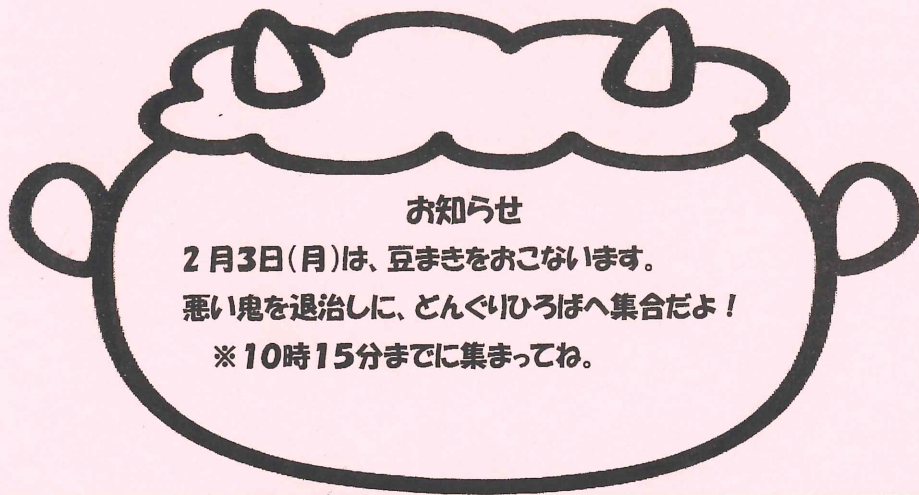 お知らせ
2月3日(月)は、豆まきをおこないます。
悪い鬼を退治しに、どんぐりひろばへ集合だよ！
※10時15分までに集まってね。